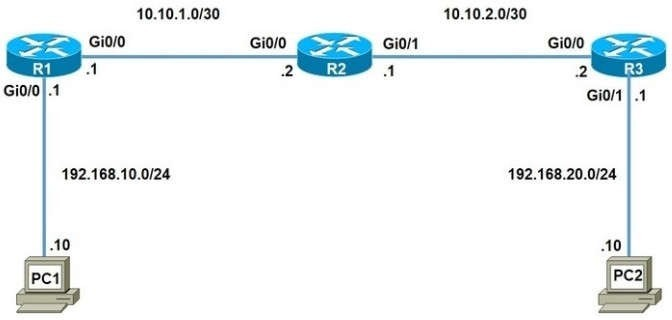 10.10.1.0/30
10.10.2.0/30
Gi0/0
Gi0/0
Gi0/1
Gi0/0
R1
R2
R3
.1
.2
.1
.2
Gi0/0
.1
Gi0/1
.1
192.168.10.0/24
192.168.20.0/24
.10
.10
PC1
PC2